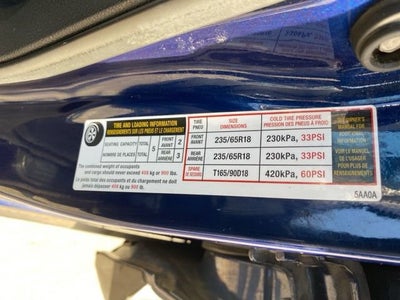 TIRE AND LOADING INFORMATION
RENSEIGNEMENTS SUR LES PNEUS ET LE CHARGEMENT
SEATING CAPACITY TOTAL 5 FRONT AVANT 2
NOMBRE DE PLACES TOTAL REAR ARRIÈRE 3
The combined weight of occupants
and cargo should never exceed 408 kg or 900 lbs.
Le poids total des occupants et du chargement ne doit
jamais dépasser 408 kg or 900 lb.
TIRE PNEU SIZE DIMENSIONS COLD TIRE PRESSURE PRESSION DES PNEUS À FROID
FRONT AVANT 235/65R18 230kPa, 33PSI
REAR ARRIÈRE 235/65R18 230kPa, 33PSI
SPARE DE SECOURS T165/90D18 420kPa, 60PSI
SEE OWNER'S
MANUAL FOR
ADDITIONAL
INFORMATION
VOIR LE MANUEL
DE L'USAGER
POUR PLUS DE
RENSEIGNEMENTS
5AA0A